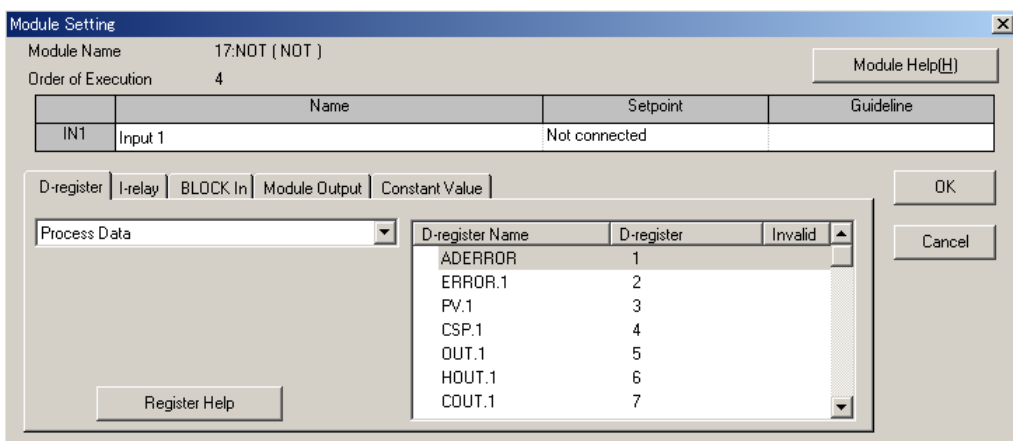 Module Setting
Module Name 17:NOT ( NOT )
Order of Execution 4
Module Help(H)
Name Setpoint Guideline
IN1 Input 1 Not connected
D-register I-relay BLOCK In Module Output Constant Value
OK
Process Data
D-register Name D-register Invalid
Cancel
ADERROR 1
ERROR.1 2
PV.1 3
CSP.1 4
OUT.1 5
HOUT.1 6
Register Help
COUT.1 7